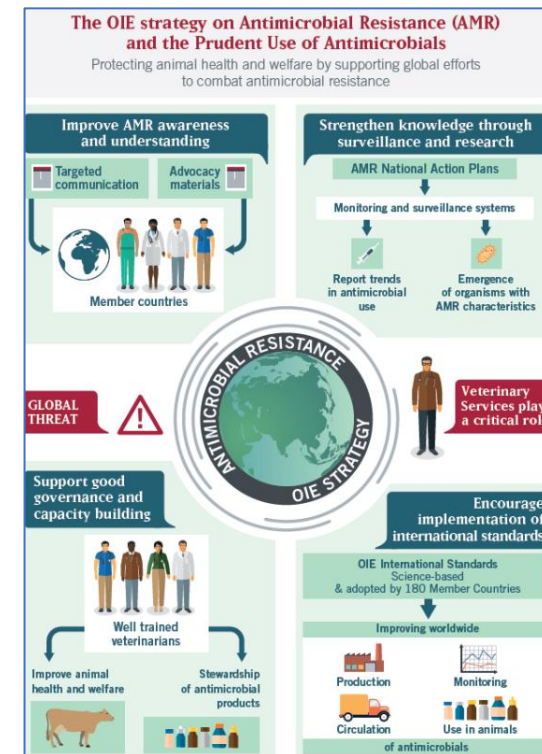 The OIE strategy on Antimicrobial Resistance (AMR)
and the Prudent Use of Antimicrobials
Protecting animal health and welfare by supporting global efforts
to combat antimicrobial resistance
Improve AMR awareness
and understanding
Targeted
communication
Advocacy
materials
Member countries
Strengthen knowledge through
surveillance and research
AMR National Action Plans
Monitoring and surveillance systems
Report trends
in antimicrobial
use
Emergence
of organisms with
AMR characteristics
ANTIMICROBIAL RESISTANCE
OIE STRATEGY
GLOBAL
THREAT
Veterinary
Services play
a critical rol
Support good
governance and
capacity building
Well trained
veterinarians
Improve animal
health and welfare
Stewardship
of antimicrobial
products
Encourage
implementation of
international standards
OIE International Standards
Science-based
& adopted by 180 Member Countries
Improving worldwide
Production
Monitoring
Circulation
Use in animals
of antimicrobials